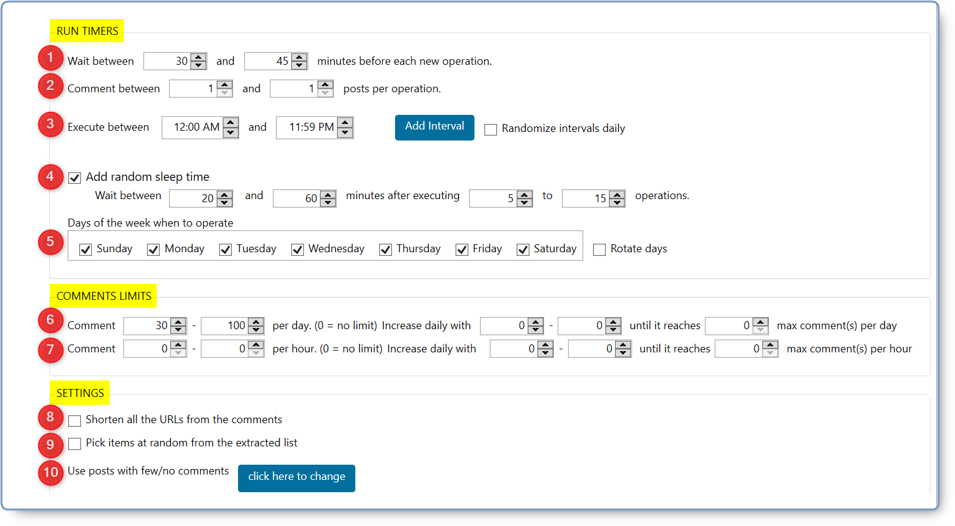 RUN TIMERS
1 Wait between 30 and 45 minutes before each new operation.
2 Comment between 1 and 1 posts per operation.
3 Execute between 12:00 AM and 11:59 PM Add Interval Randomize intervals daily
4 Add random sleep time
Wait between 20 and 60 minutes after executing 5 to 15 operations.
Days of the week when to operate
5 Sunday Monday Tuesday Wednesday Thursday Friday Saturday Rotate days
COMMENTS LIMITS
6 Comment 30 - 100 per day. (0 = no limit) Increase daily with 0 - 0 until it reaches 0 max comment(s) per day
7 Comment 0 - 0 per hour. (0 = no limit) Increase daily with 0 - 0 until it reaches 0 max comment(s) per hour
SETTINGS
8 Shorten all the URLs from the comments
9 Pick items at random from the extracted list
10 Use posts with few/no comments click here to change